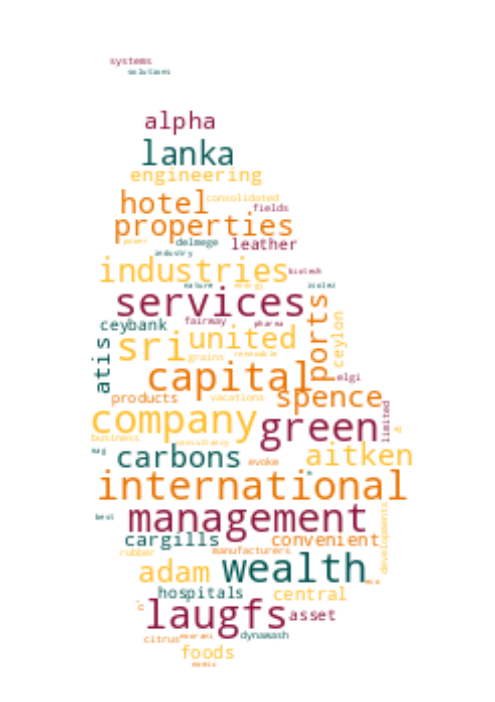 systems
solutions
alpha
lanka
engineering
hotel consolidated
fields
properties
power delmege leather
industry
industries biotech
nature energy
services
ceybank fairway pharma
ports
ceylon
atis
sri united
grains renewable
capital elgi
products vacations spence
company green limited
business consultancy
carbons evoke aitken
international
best management
cargills convenient
developments
rubber manufacturers
adam wealth
hospitals central
laugfs asset
citrus dynawash
foods